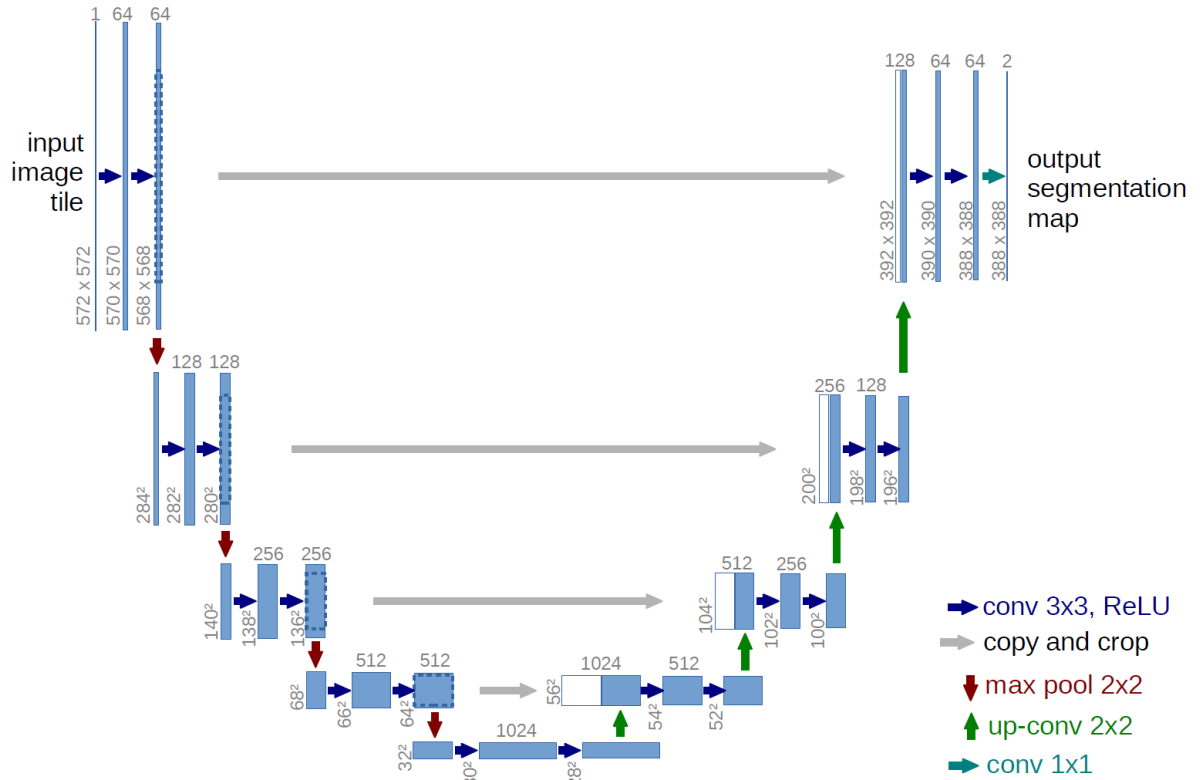 1 64 64
128 64 64 2
input
image
tile
output
segmentation
map
572 x 572
570 x 570
568 x 568
392 x 392
390 x 390
388 x 388
388 x 388
128 128
256 128
284²
282²
280²
200²
198²
196²
256 256
512 256
140²
138²
136²
104²
102²
100²
conv 3x3, ReLU
copy and crop
max pool 2x2
up-conv 2x2
conv 1x1
512 512
1024 512
68²
66²
64²
56²
54²
52²
1024
32²